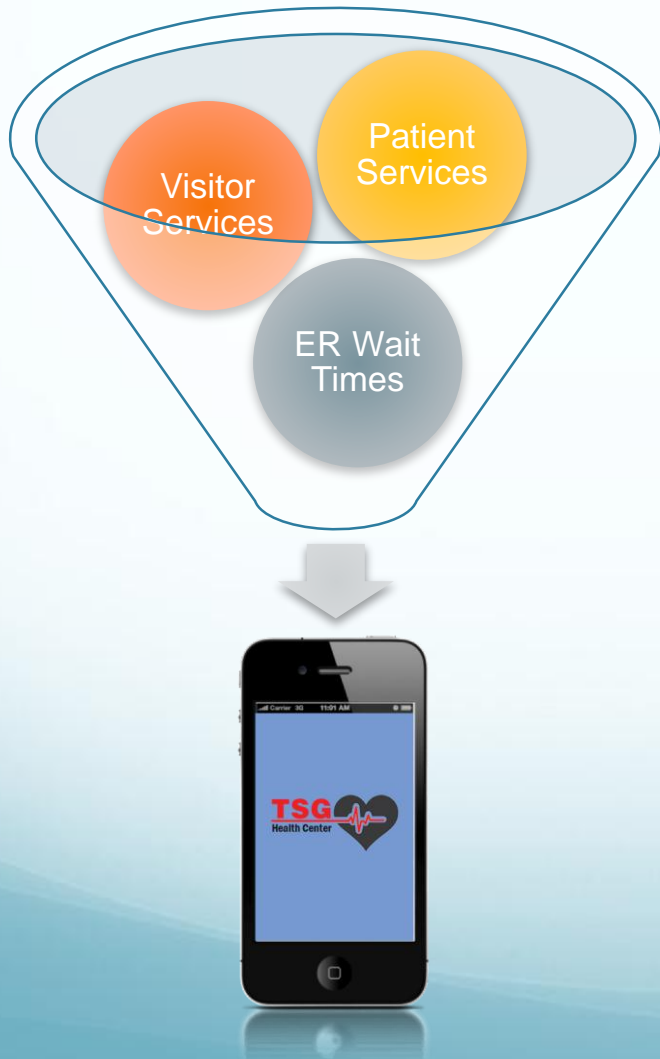 Patient
Services
Visitor
Services
ER Wait
Times
Carrier 3G 11:01 AM
TSG
Health Center